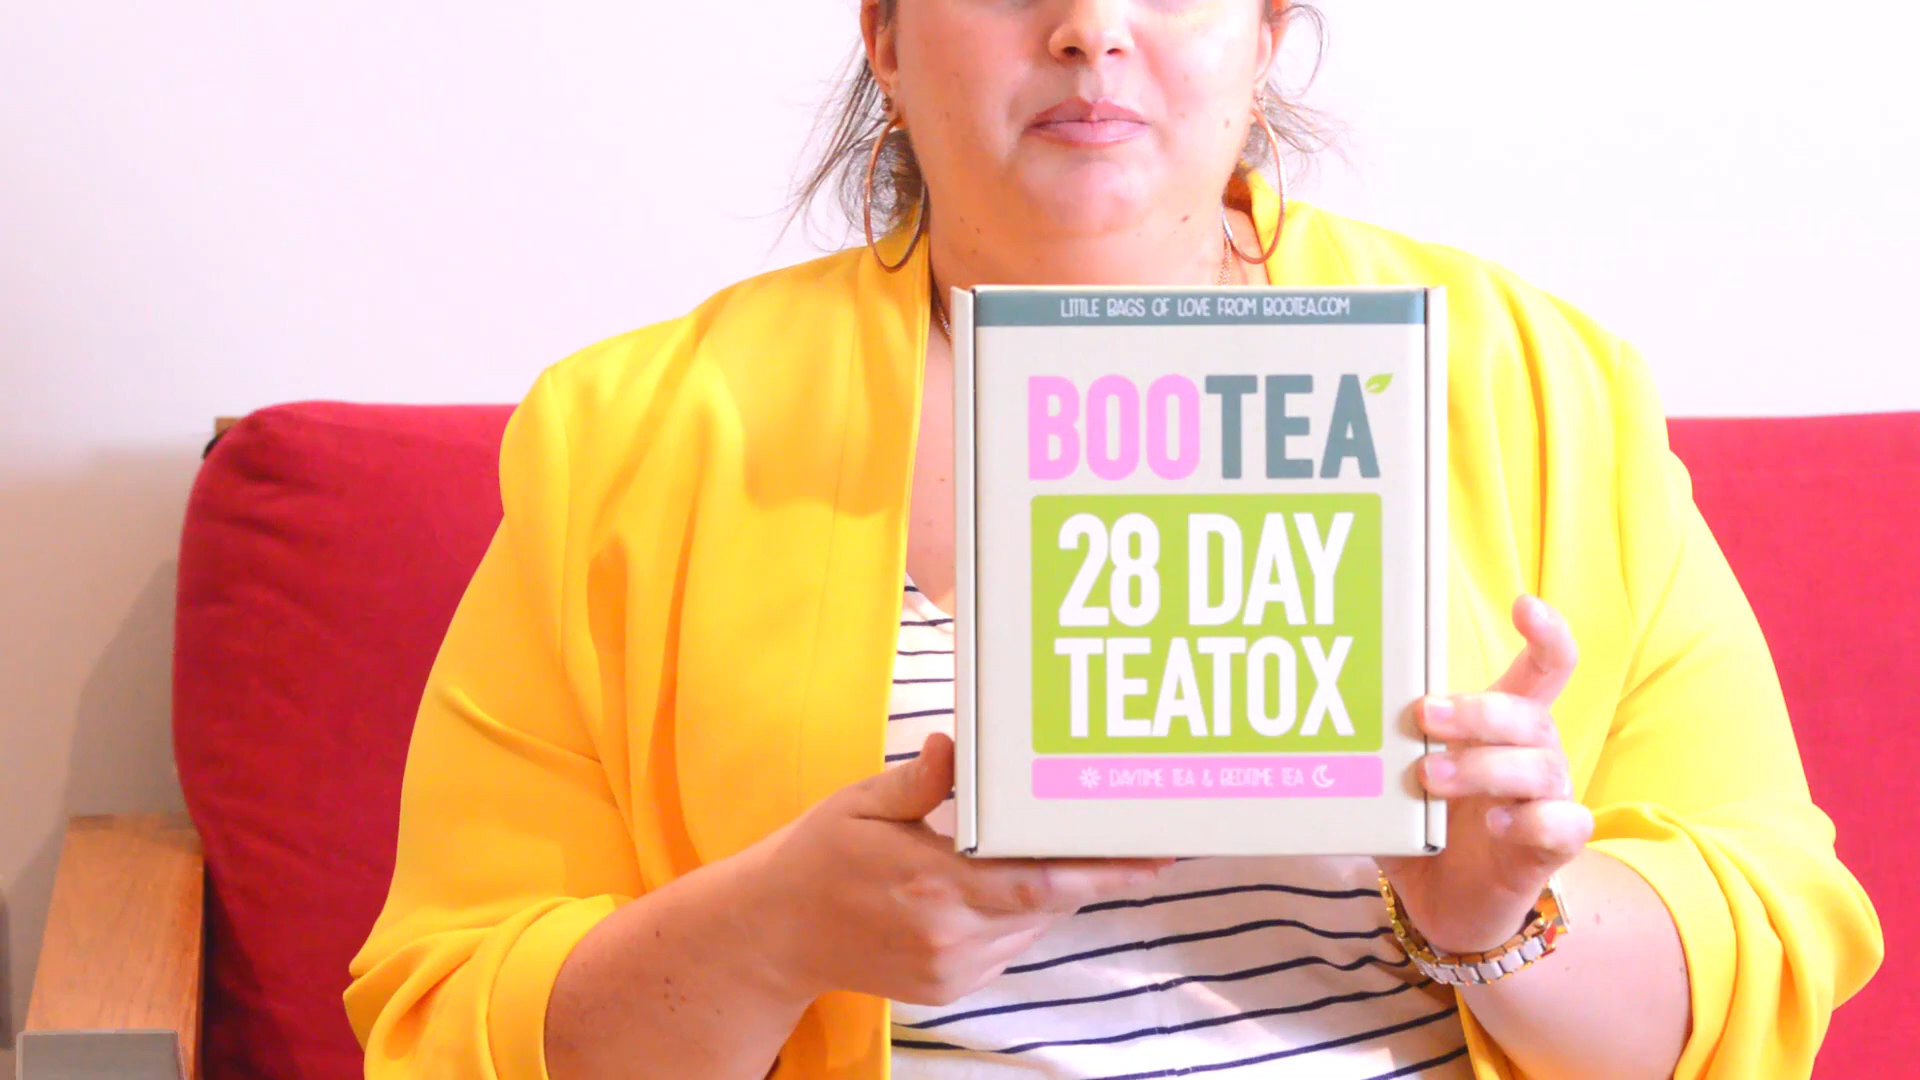 LITTLE BAGS OF LOVE FROM BOOTEA.COM
BOOTEA
28 DAY
TEATOX
DAYTIME TEA & BEDTIME TEA